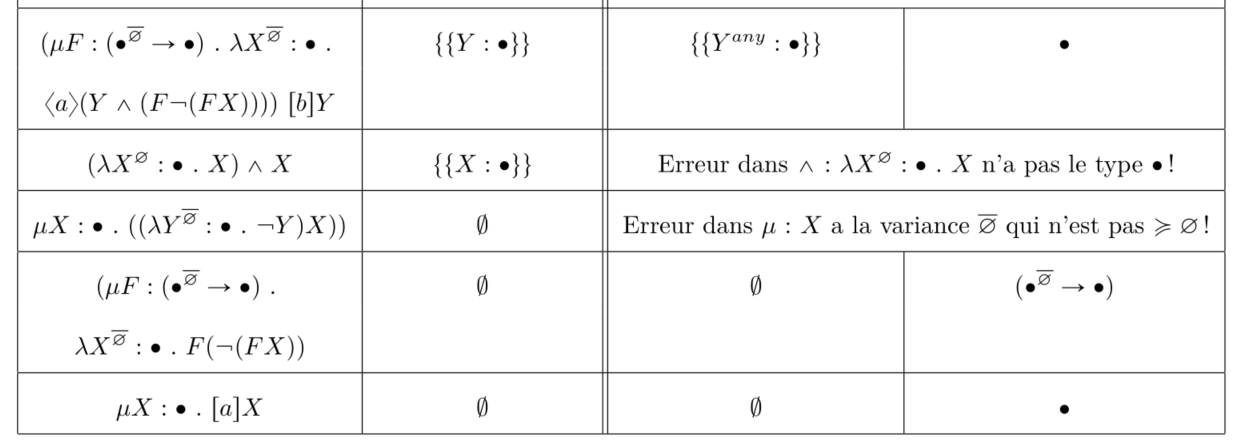 (μF : (•^∅̅ → •) . λX^∅̅ : • . {{Y : •}} {{Y^any : •}} •
⟨a⟩(Y ∧ (F¬(FX)))) [b]Y
(λX^∅ : • . X) ∧ X {{X : •}} Erreur dans ∧ : λX^∅ : • . X n'a pas le type • !
μX : • . ((λY^∅̅ : • . ¬Y)X)) ∅ Erreur dans μ : X a la variance ∅̅ qui n'est pas ≽ ∅ !
(μF : (•^∅̅ → •) . ∅ ∅ (•^∅̅ → •)
λX^∅̅ : • . F(¬(FX))
μX : • . [a]X ∅ ∅ •